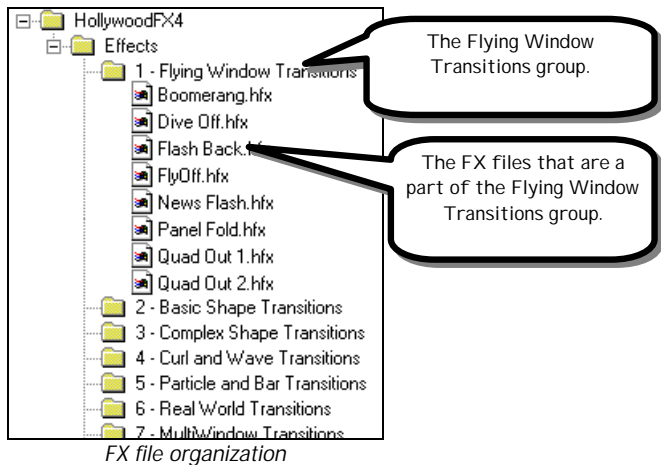 HollywoodFX4
Effects
1 - Flying Window Transitions
Boomerang.hfx
Dive Off.hfx
Flash Back.hfx
FlyOff.hfx
News Flash.hfx
Panel Fold.hfx
Quad Out 1.hfx
Quad Out 2.hfx
2 - Basic Shape Transitions
3 - Complex Shape Transitions
4 - Curl and Wave Transitions
5 - Particle and Bar Transitions
6 - Real World Transitions
7 - MultiWindow Transitions
The Flying Window
Transitions group.
The FX files that are a
part of the Flying Window
Transitions group.
FX file organization